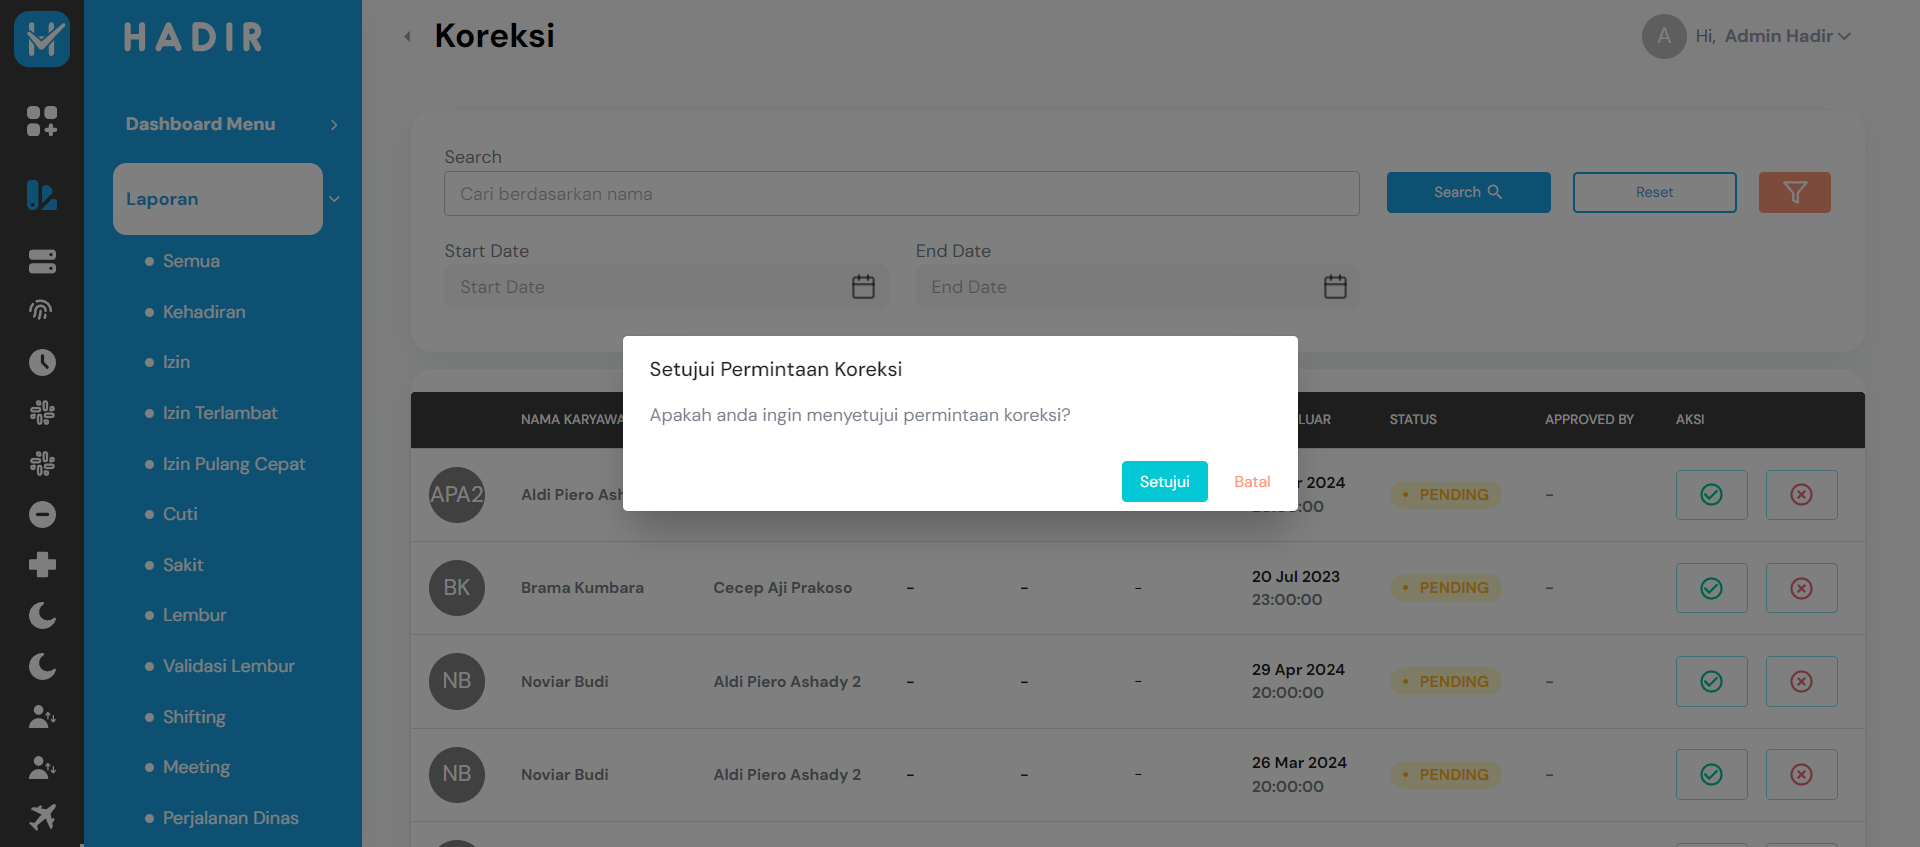 HADIR
Koreksi
A
Hi, Admin Hadir
Dashboard Menu
Laporan
Semua
Kehadiran
Izin
Izin Terlambat
Izin Pulang Cepat
Cuti
Sakit
Lembur
Validasi Lembur
Shifting
Meeting
Perjalanan Dinas
Search
Cari berdasarkan nama
Search
Reset
Start Date
End Date
Start Date
End Date
Setujui Permintaan Koreksi
Apakah anda ingin menyetujui permintaan koreksi?
Setujui
Batal
NAMA KARYAWA
LUAR
STATUS
APPROVED BY
AKSI
APA2
Aldi Piero Ash
r 2024
:00
PENDING
-
BK
Brama Kumbara
Cecep Aji Prakoso
-
-
-
20 Jul 2023
23:00:00
PENDING
-
NB
Noviar Budi
Aldi Piero Ashady 2
-
-
-
29 Apr 2024
20:00:00
PENDING
-
NB
Noviar Budi
Aldi Piero Ashady 2
-
-
-
26 Mar 2024
20:00:00
PENDING
-